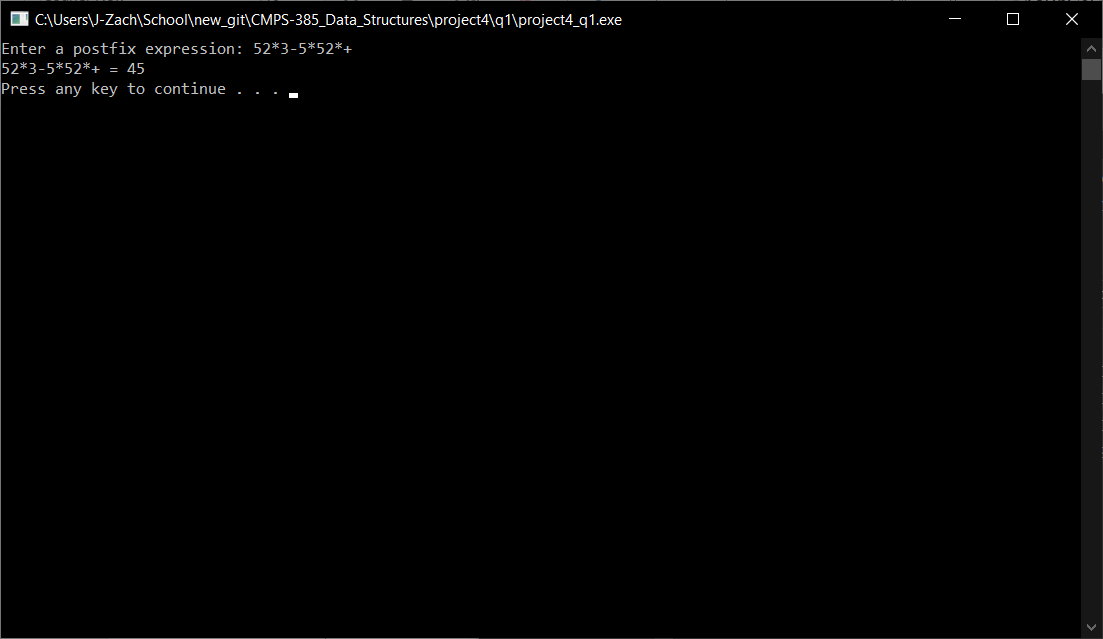 C:\Users\J-Zach\School\new_git\CMPS-385_Data_Structures\project4\q1\project4_q1.exe
Enter a postfix expression: 52*3-5*52*+
52*3-5*52*+ = 45
Press any key to continue . . .